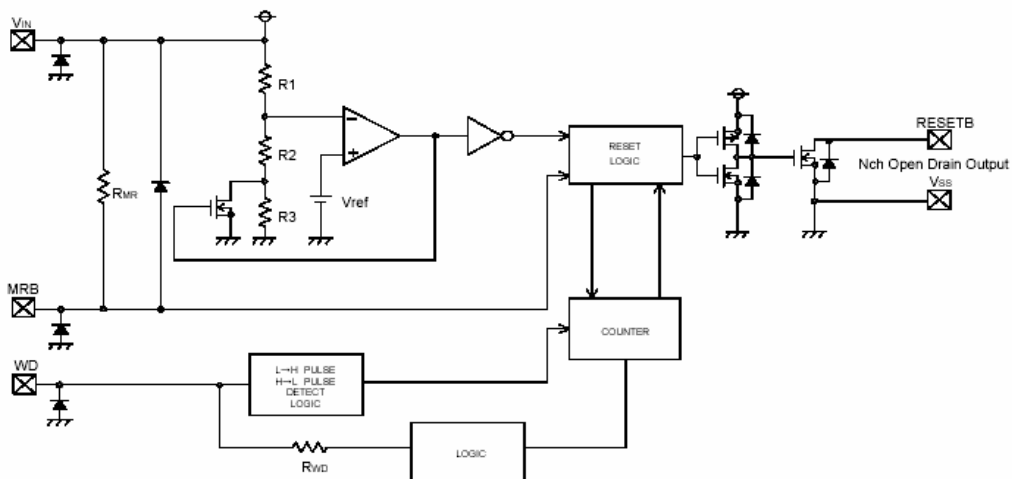 VIN
R1
R2
R3
RMR
−
+
Vref
RESET
LOGIC
RESETB
Nch Open Drain Output
VSS
MRB
COUNTER
WD
L→H PULSE
H→L PULSE
DETECT
LOGIC
RWD
LOGIC